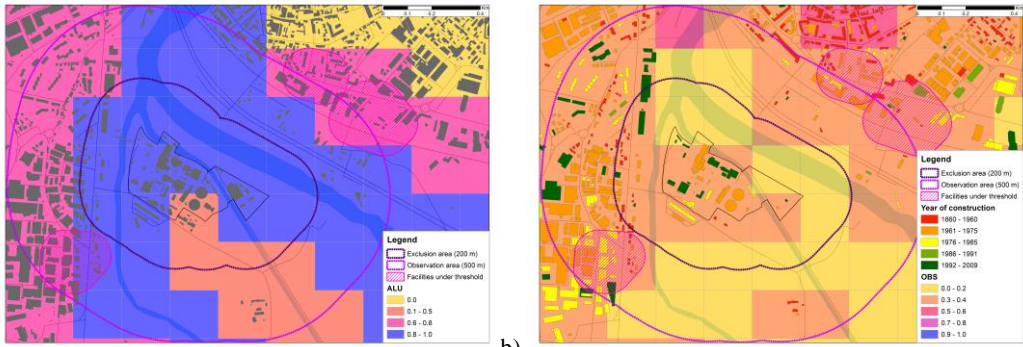 Km
0 0.1 0.2 0.4
Legend
Exclusion area (200 m)
Observation area (500 m)
Facilities under threshold
ALU
0.0
0.1 - 0.5
0.6 - 0.8
0.8 - 1.0
b)
Km
0 0.1 0.2 0.4
Legend
Exclusion area (200 m)
Observation area (500 m)
Facilities under threshold
Year of construction
1860 - 1960
1961 - 1975
1976 - 1985
1986 - 1991
1992 - 2009
OBS
0.0 - 0.2
0.3 - 0.4
0.5 - 0.6
0.7 - 0.8
0.9 - 1.0